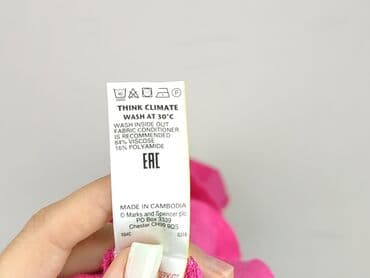 THINK CLIMATE
WASH AT 30°C
WASH INSIDE OUT
FABRIC CONDITIONER
IS RECOMMENDED
84% VISCOSE
16% POLYAMIDE
EAC
MADE IN CAMBODIA
© Marks and Spencer plc
PO Box 3339
Chester CH99 9QS